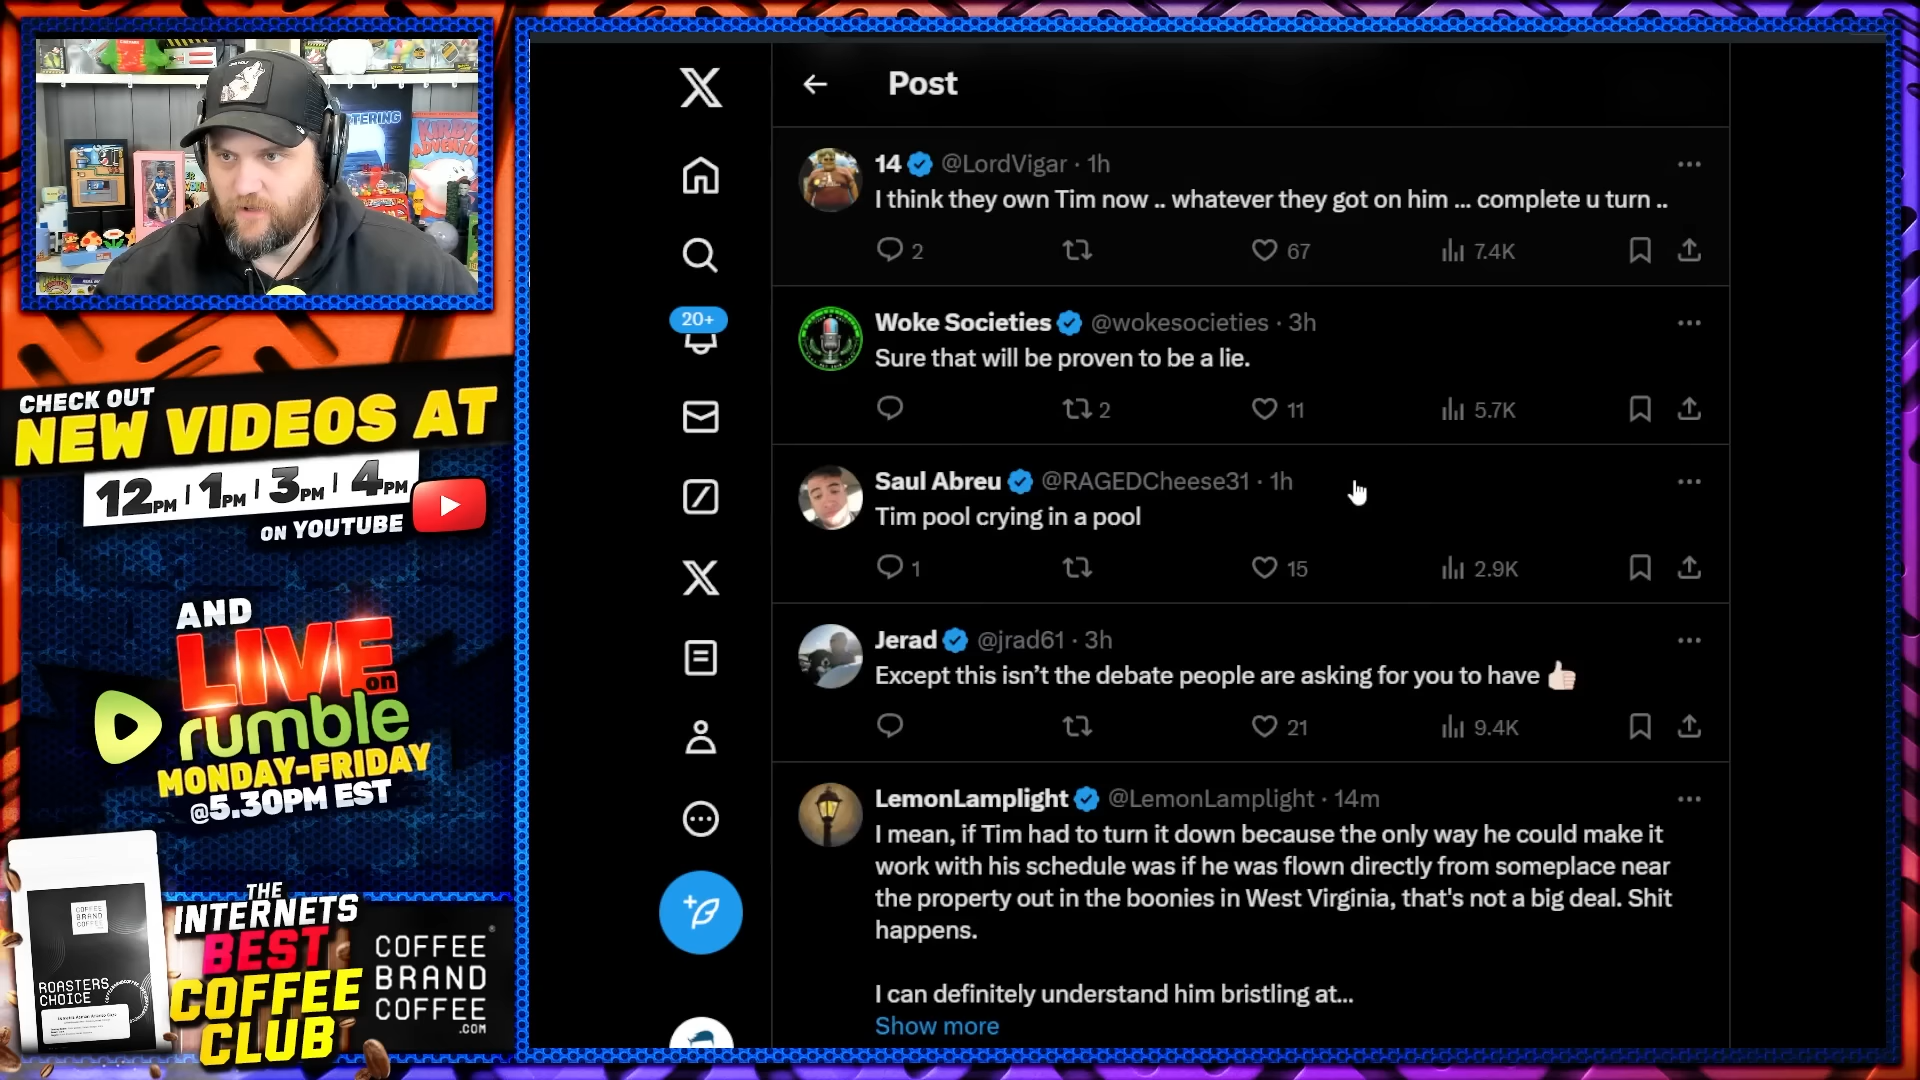 Post
14 @LordVigar · 1h
I think they own Tim now .. whatever they got on him ... complete u turn ..
2 67 7.4K
Woke Societies @wokesocieties · 3h
Sure that will be proven to be a lie.
2 11 5.7K
Saul Abreu @RAGEDCheese31 · 1h
Tim pool crying in a pool
1 15 2.9K
Jerad @jrad61 · 3h
Except this isn’t the debate people are asking for you to have 👍🏻
21 9.4K
LemonLamplight @LemonLamplight · 14m
I mean, if Tim had to turn it down because the only way he could make it
work with his schedule was if he was flown directly from someplace near
the property out in the boonies in West Virginia, that's not a big deal. Shit
happens.
I can definitely understand him bristling at...
Show more
20+
TERING
KIRBY'S
ADVENTURE
CHECK OUT
NEW VIDEOS AT
12PM | 1PM | 3PM | 4PM
ON YOUTUBE
AND
LIVE
on
rumble
MONDAY-FRIDAY
@5.30PM EST
COFFEE
BRAND
COFFEE
ROASTERS
CHOICE
THE
INTERNETS
BEST
COFFEE
CLUB
COFFEE
BRAND
COFFEE
.COM